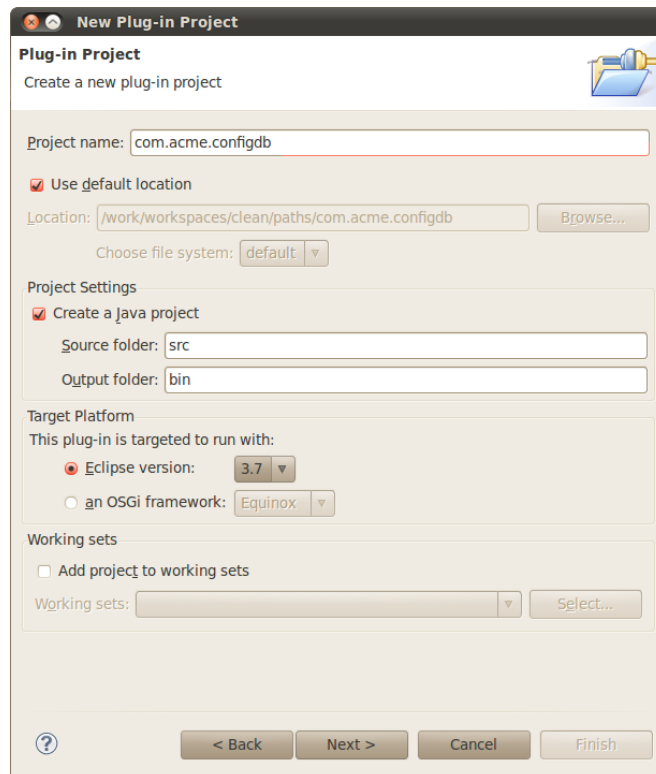 New Plug-in Project
Plug-in Project
Create a new plug-in project
Project name: com.acme.configdb
Use default location
Location: /work/workspaces/clean/paths/com.acme.configdb Browse...
Choose file system: default
Project Settings
Create a Java project
Source folder: src
Output folder: bin
Target Platform
This plug-in is targeted to run with:
Eclipse version: 3.7
an OSGi framework: Equinox
Working sets
Add project to working sets
Working sets: Select...
? < Back Next > Cancel Finish